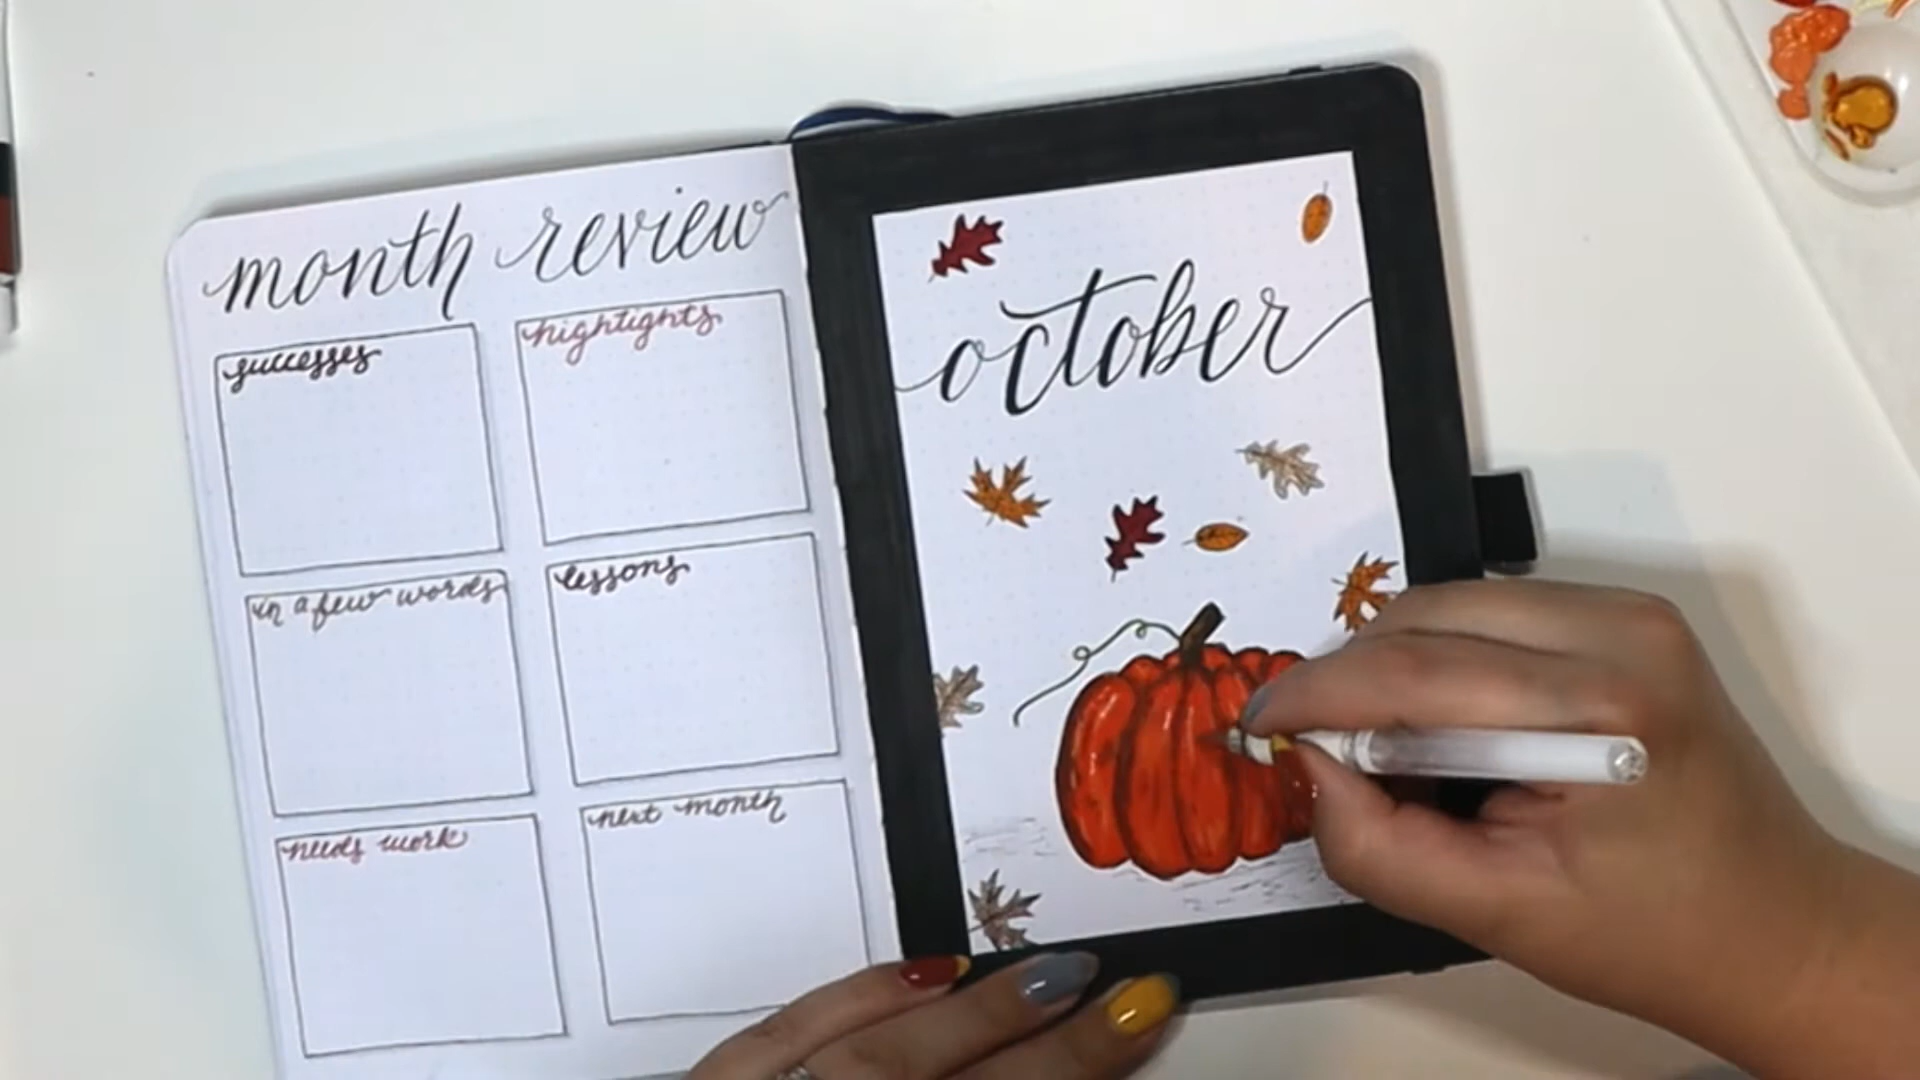 month review
successes
highlights
in a few words
lessons
needs work
next month
october